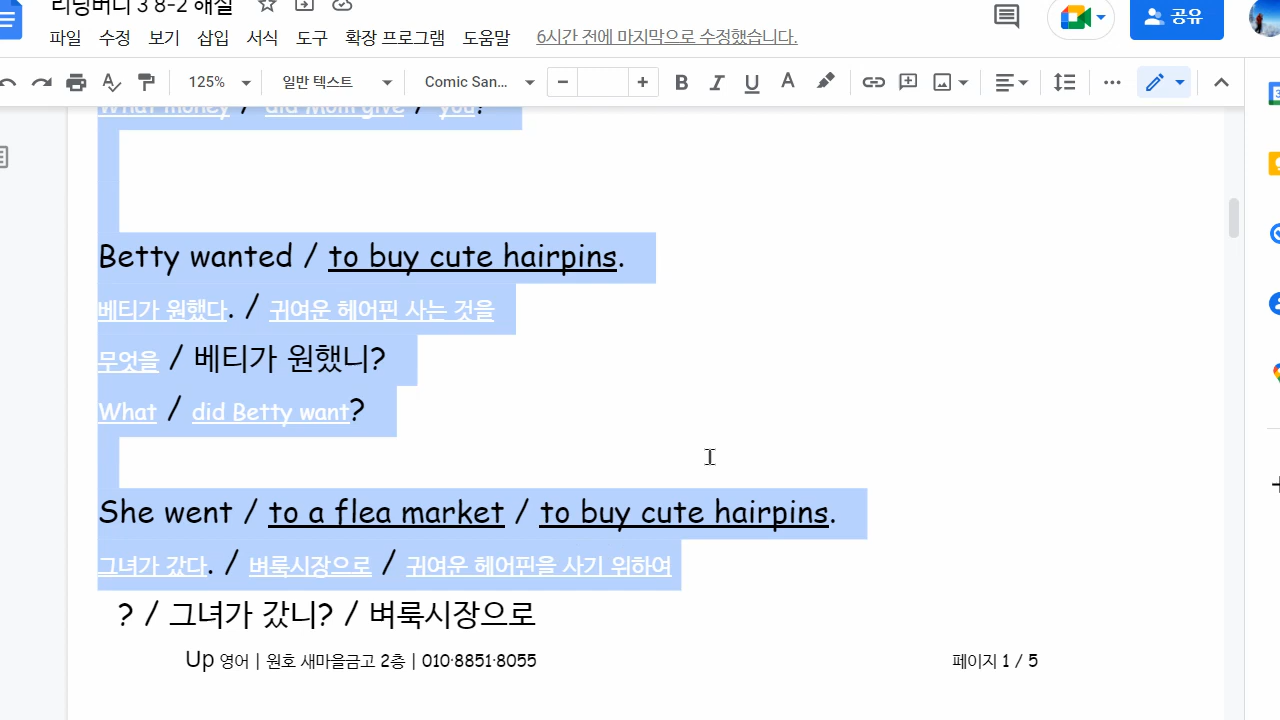 리딩버디 3 8-2 해설
파일 수정 보기 삽입 서식 도구 확장 프로그램 도움말 6시간 전에 마지막으로 수정했습니다.
공유
125% 일반 텍스트 Comic San... − + B I U A
What money / did Mom give / you?
Betty wanted / to buy cute hairpins.
베티가 원했다. / 귀여운 헤어핀 사는 것을
무엇을 / 베티가 원했니?
What / did Betty want?
She went / to a flea market / to buy cute hairpins.
그녀가 갔다. / 벼룩시장으로 / 귀여운 헤어핀을 사기 위하여
? / 그녀가 갔니? / 벼룩시장으로
Up 영어 | 원호 새마을금고 2층 | 010·8851·8055 페이지 1 / 5